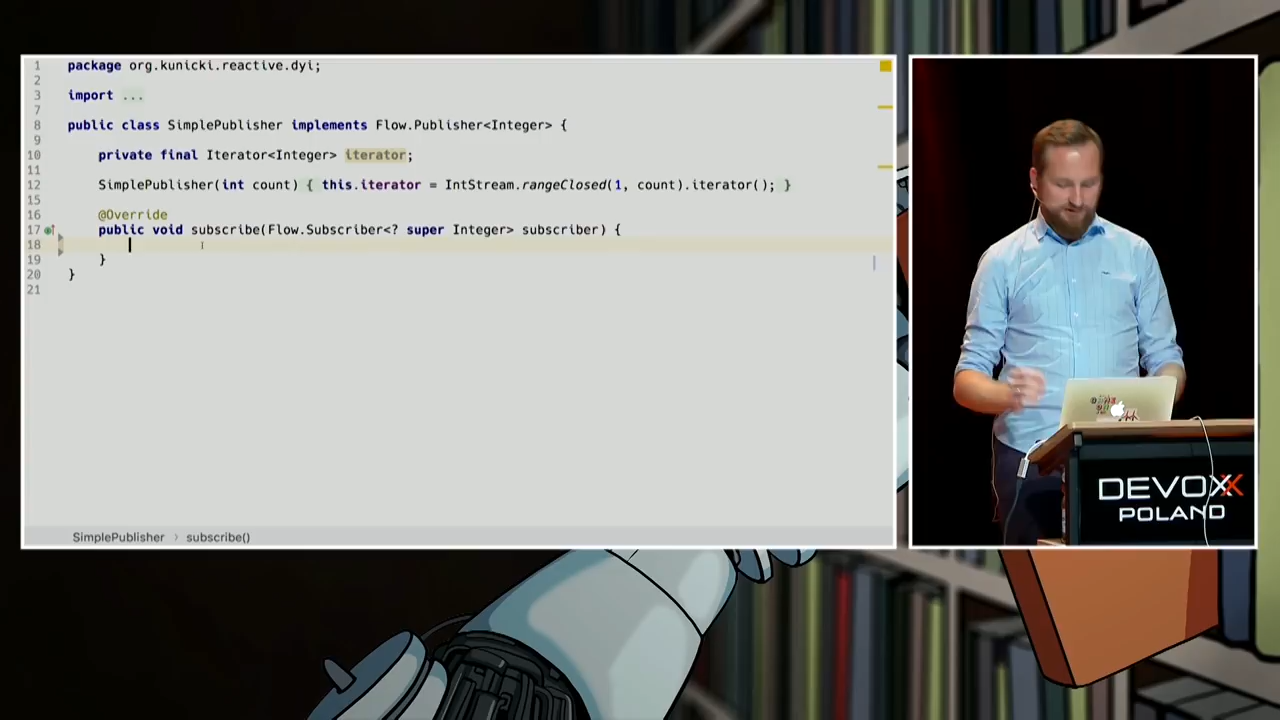 1 package org.kunicki.reactive.dyi;
2
3 import ...
7
8 public class SimplePublisher implements Flow.Publisher<Integer> {
9
10 private final Iterator<Integer> iterator;
11
12 SimplePublisher(int count) { this.iterator = IntStream.rangeClosed(1, count).iterator(); }
15
16 @Override
17 public void subscribe(Flow.Subscriber<? super Integer> subscriber) {
18
19 }
20 }
21
SimplePublisher › subscribe()
DEVOXX
POLAND